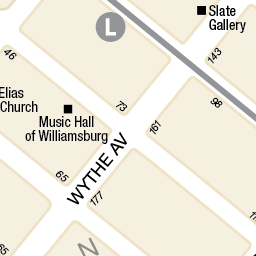 Slate
Gallery
L
46
143
Elias
Church
73
98
Music Hall
of Williamsburg
161
WYTHE AV
65
177
N